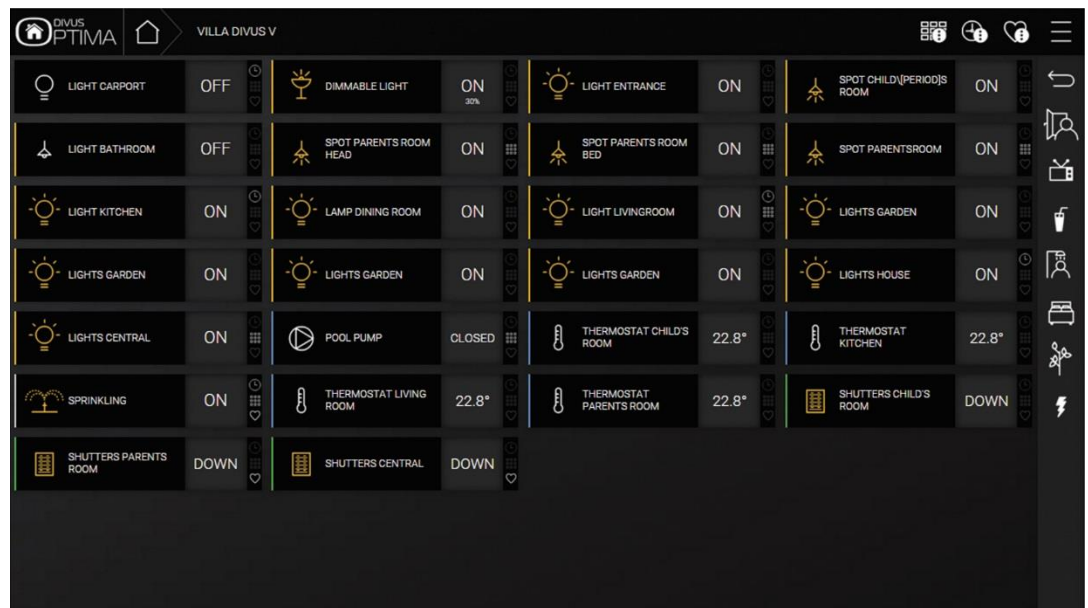 DIVUS
OPTIMA
VILLA DIVUS V
LIGHT CARPORT
OFF
DIMMABLE LIGHT
ON
30%
LIGHT ENTRANCE
ON
SPOT CHILD\[PERIOD]S
ROOM
ON
LIGHT BATHROOM
OFF
SPOT PARENTS ROOM
HEAD
ON
SPOT PARENTS ROOM
BED
ON
SPOT PARENTSROOM
ON
LIGHT KITCHEN
ON
LAMP DINING ROOM
ON
LIGHT LIVINGROOM
ON
LIGHTS GARDEN
ON
LIGHTS GARDEN
ON
LIGHTS GARDEN
ON
LIGHTS GARDEN
ON
LIGHTS HOUSE
ON
LIGHTS CENTRAL
ON
POOL PUMP
CLOSED
THERMOSTAT CHILD'S
ROOM
22.8°
THERMOSTAT
KITCHEN
22.8°
SPRINKLING
ON
THERMOSTAT LIVING
ROOM
22.8°
THERMOSTAT
PARENTS ROOM
22.8°
SHUTTERS CHILD'S
ROOM
DOWN
SHUTTERS PARENTS
ROOM
DOWN
SHUTTERS CENTRAL
DOWN